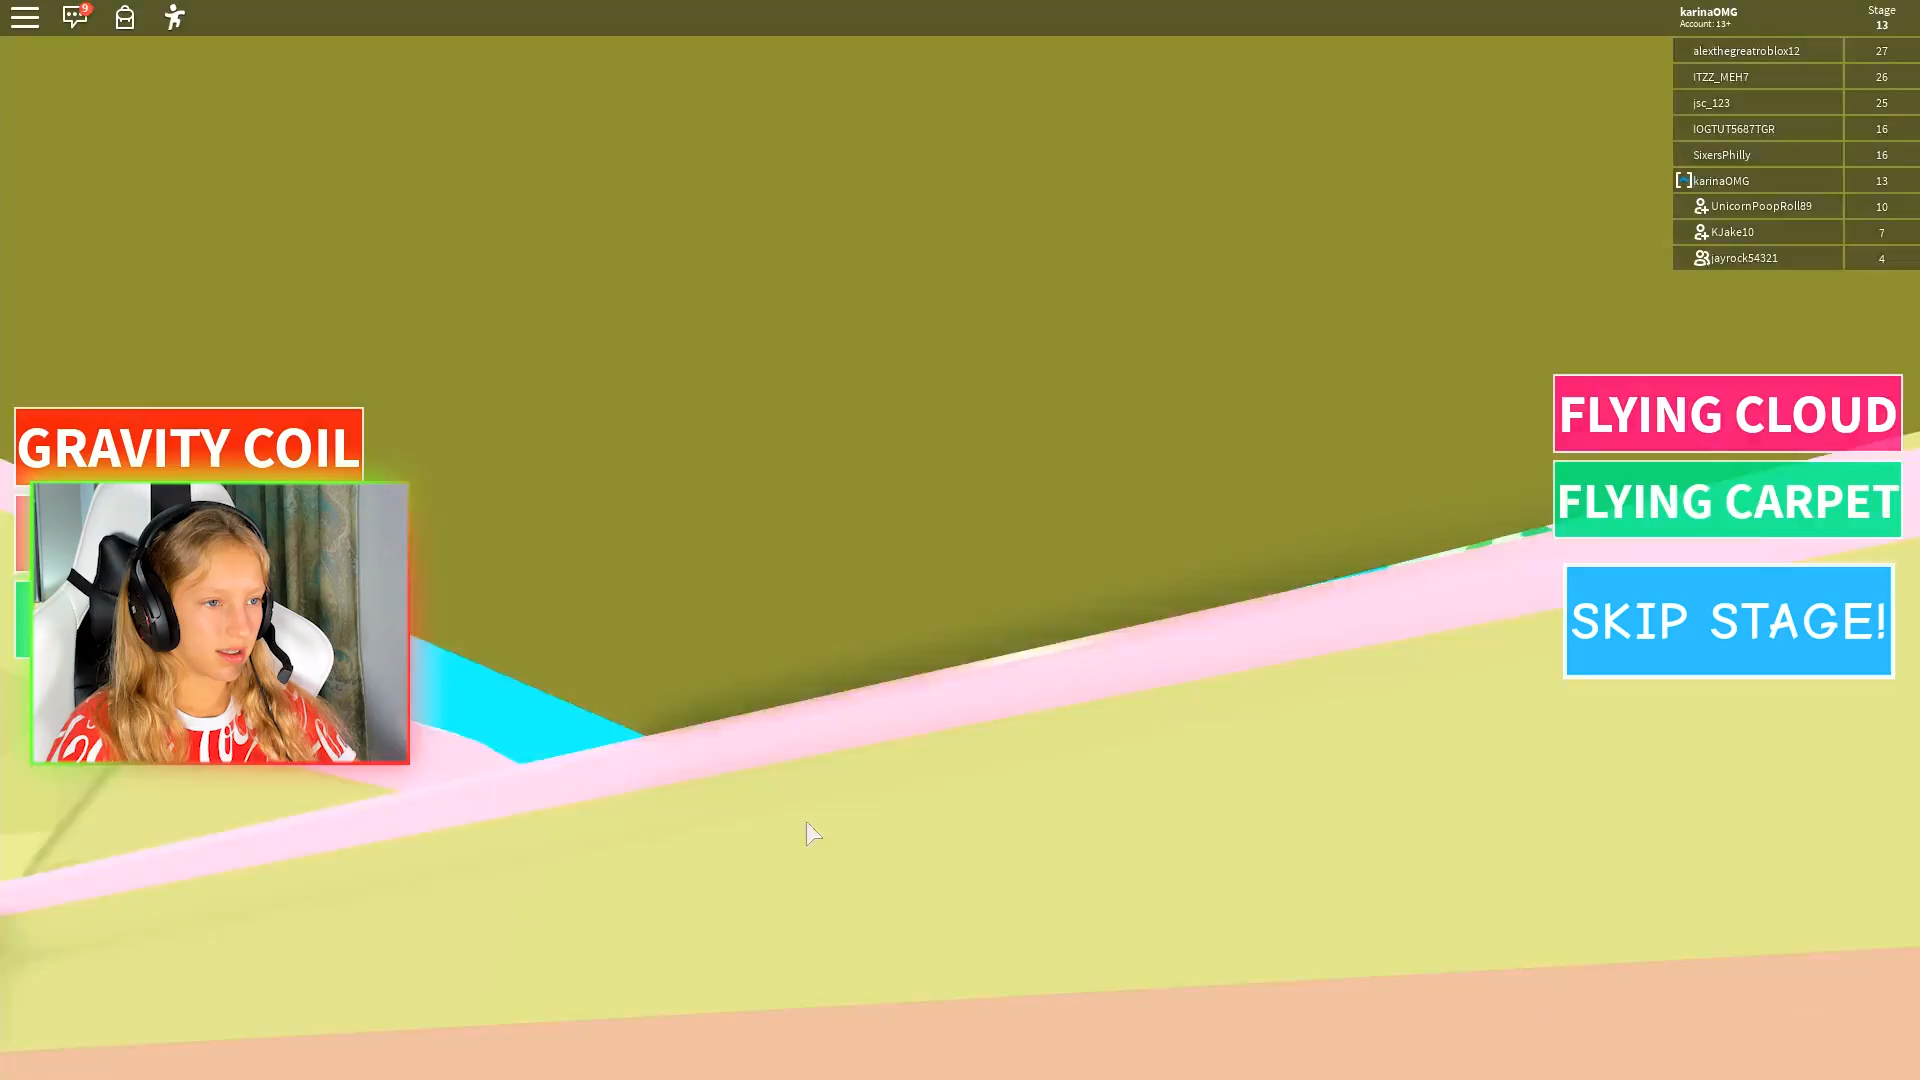 9
karinaOMG
Account: 13+
Stage
13
alexthegreatroblox12 27
ITZZ_MEH7 26
jsc_123 25
IOGTUT5687TGR 16
SixersPhilly 16
karinaOMG 13
UnicornPoopRoll89 10
KJake10 7
jayrock54321 4
GRAVITY COIL
FLYING CLOUD
FLYING CARPET
SKIP STAGE!